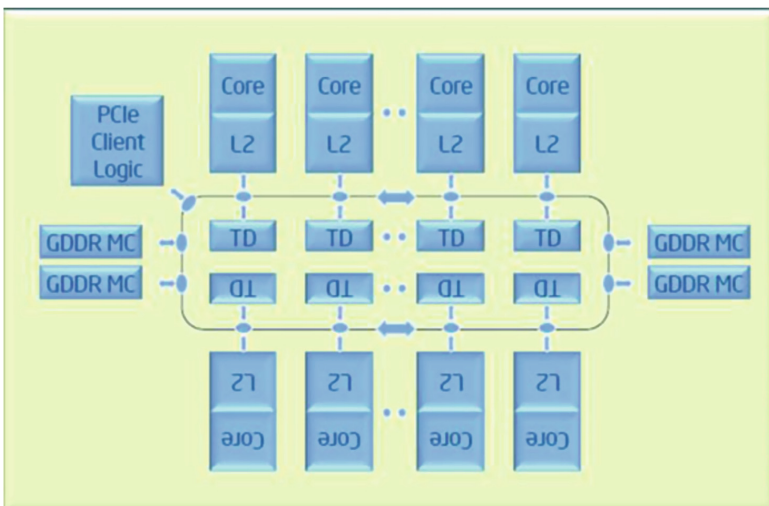 Core Core Core Core
PCIe
Client
Logic
L2 L2 L2 L2
GDDR MC TD TD TD TD GDDR MC
GDDR MC TD TD TD TD GDDR MC
L2 L2 L2 L2
Core Core Core Core